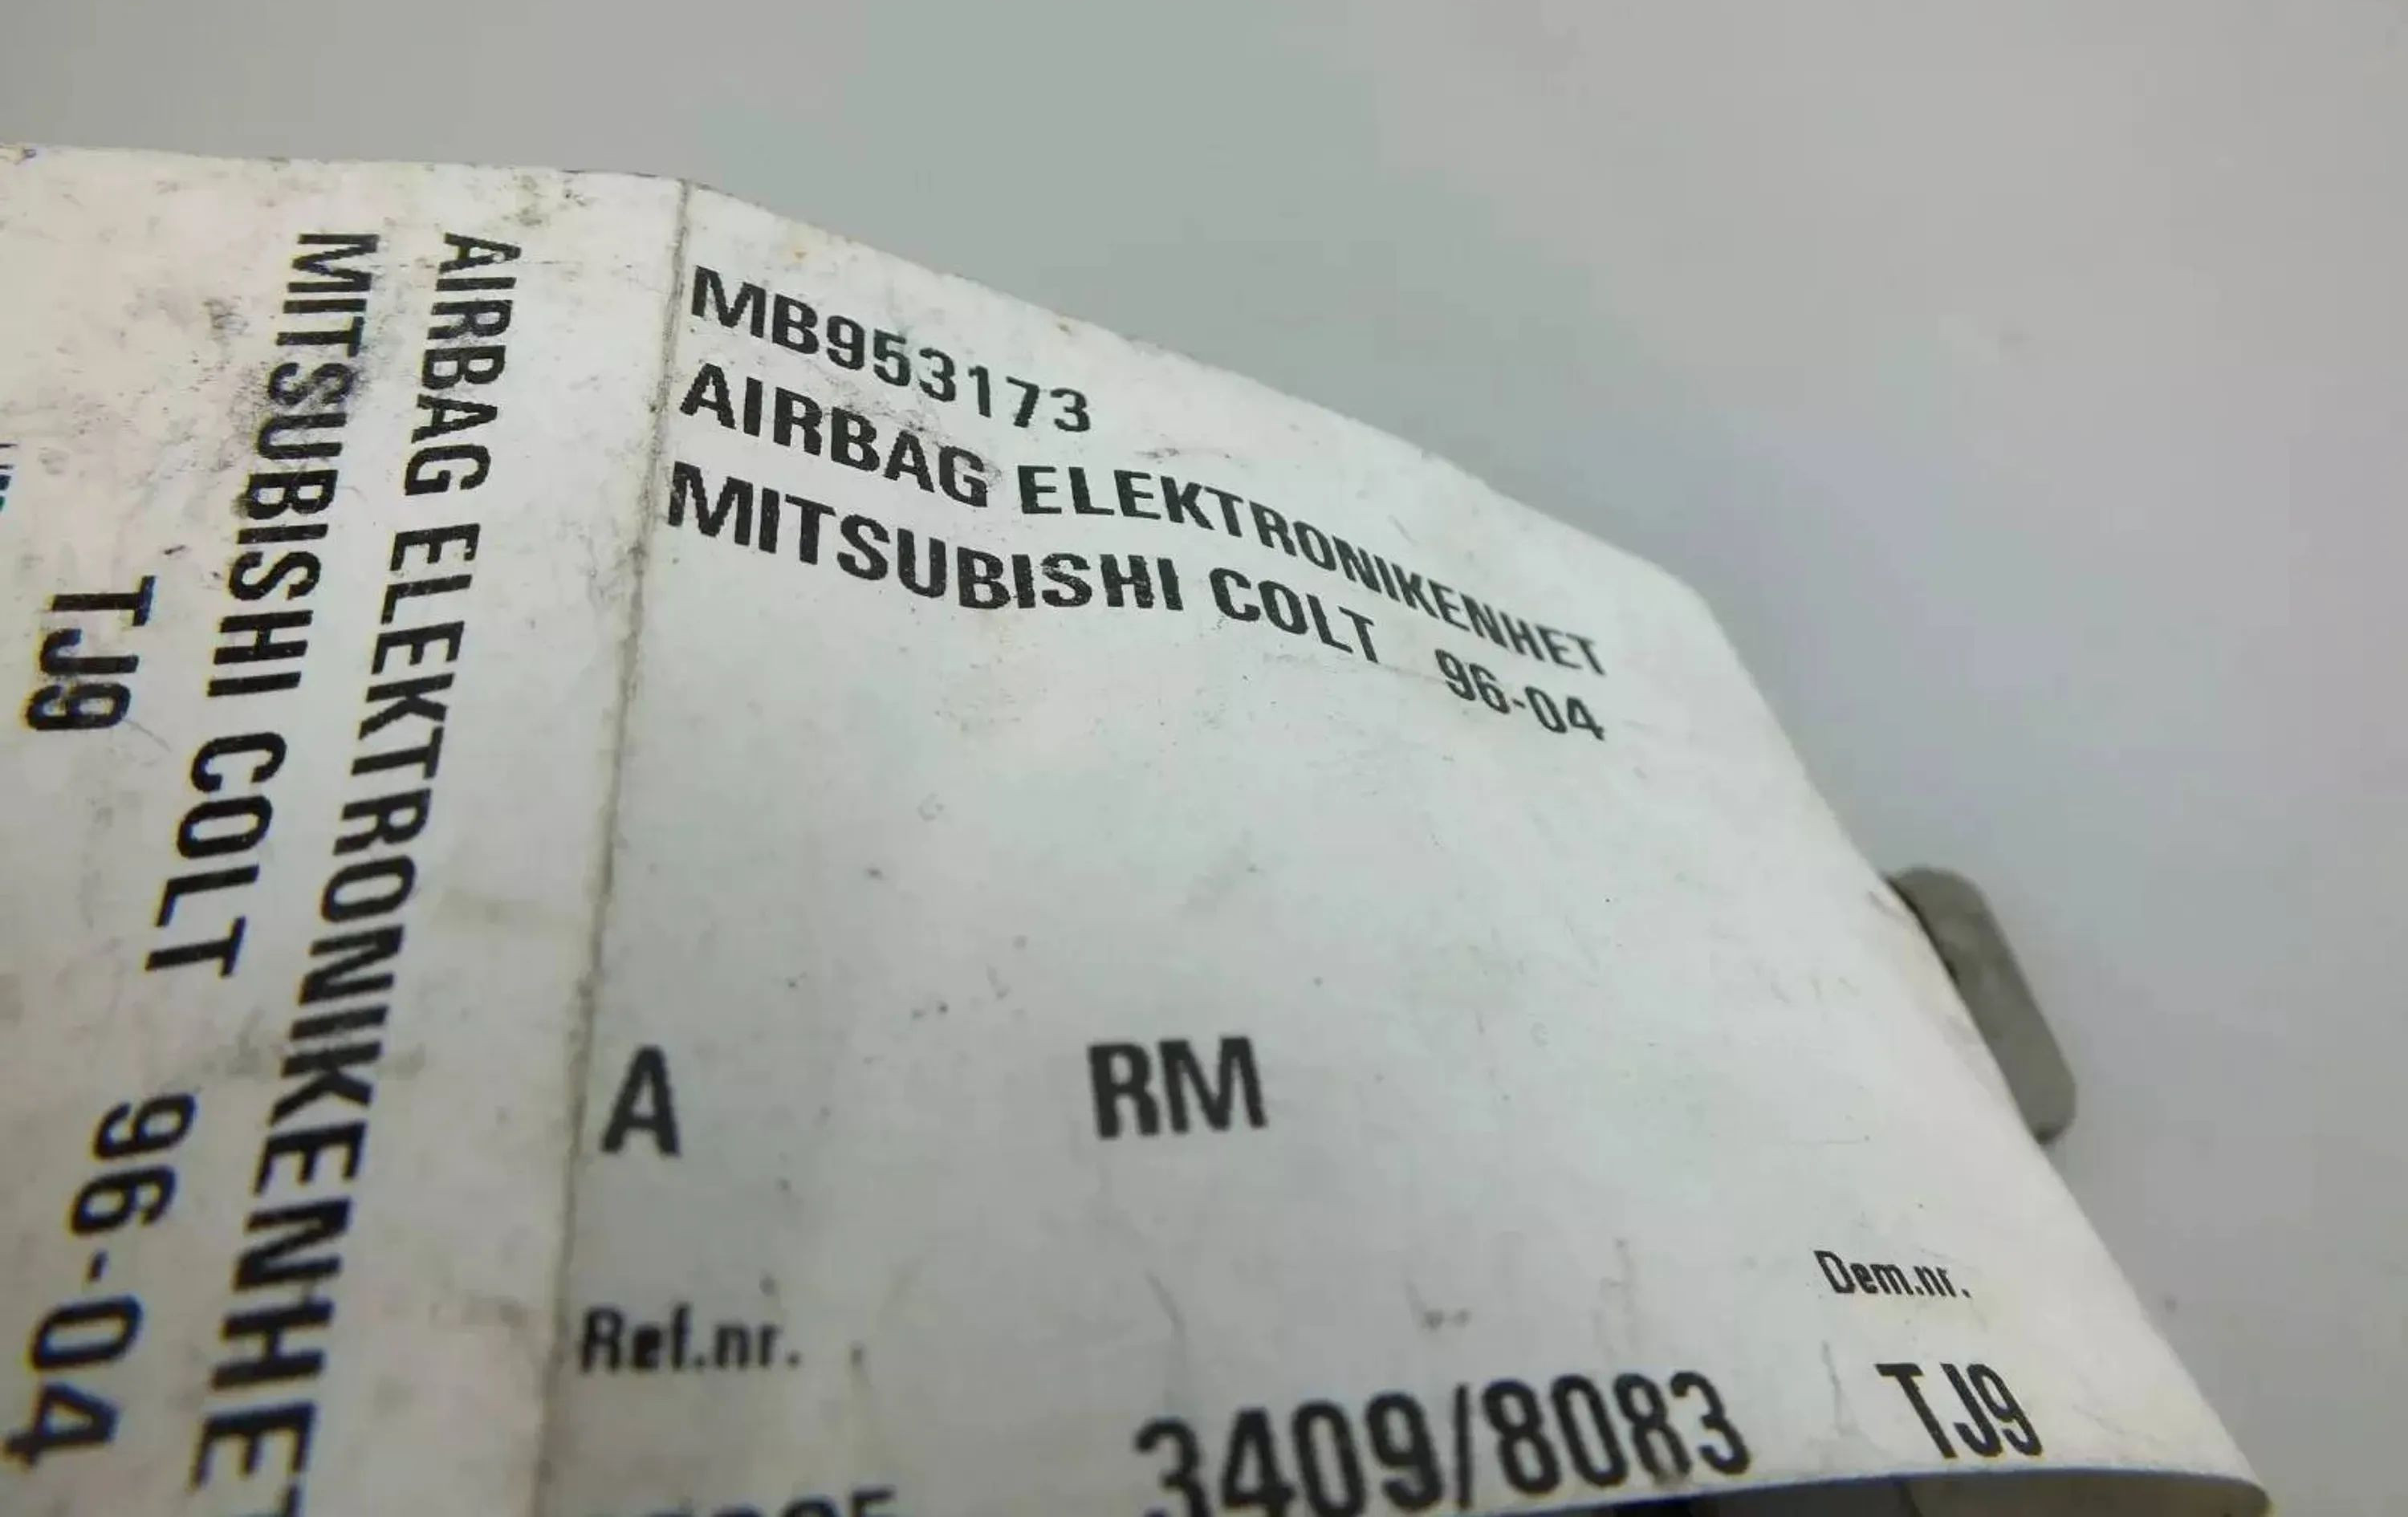 MB953173
AIRBAG ELEKTRONIKENHET
MITSUBISHI COLT 96-04
A RM
Ref.nr.
Dem.nr.
3409/8083 TJ9
AIRBAG ELEKTRONIKENHET
MITSUBISHI COLT 96-04
TJ9